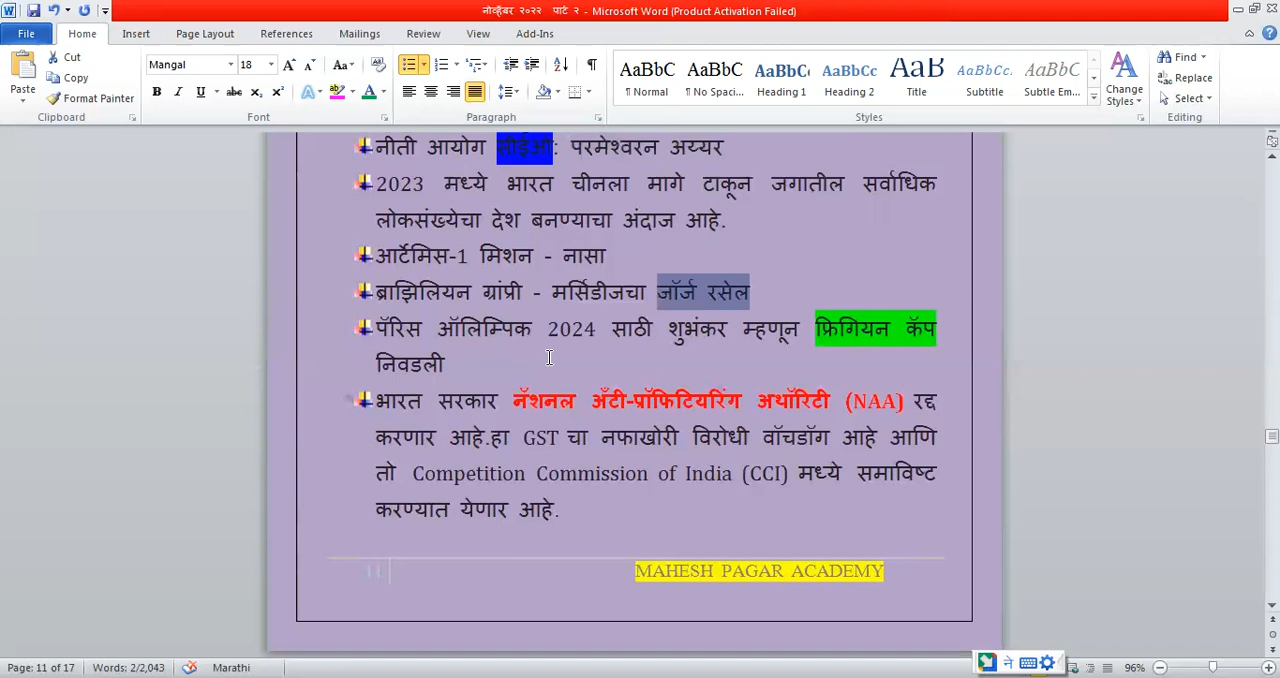 नोव्हेंबर २०२२ पार्ट २ - Microsoft Word (Product Activation Failed)
File Home Insert Page Layout References Mailings Review View Add-Ins
Cut
Copy
Format Painter
Paste
Clipboard
Mangal 18
Font
Paragraph
AaBbC AaBbC AaBbC AaBbCc AaB AaBbCc. AaBbC
¶ Normal ¶ No Spaci... Heading 1 Heading 2 Title Subtitle Subtle Em...
Change Styles
Styles
Find
Replace
Select
Editing
नीती आयोग सीईओ: परमेश्वरन अय्यर
2023 मध्ये भारत चीनला मागे टाकून जगातील सर्वाधिक
लोकसंख्येचा देश बनण्याचा अंदाज आहे.
आर्टेमिस-1 मिशन - नासा
ब्राझिलियन ग्रांप्री - मर्सिडीजचा जॉर्ज रसेल
पॅरिस ऑलिम्पिक 2024 साठी शुभंकर म्हणून फ्रिगियन कॅप
निवडली
भारत सरकार नॅशनल अँटी-प्रॉफिटियरिंग अथॉरिटी (NAA) रद्द
करणार आहे.हा GST चा नफाखोरी विरोधी वॉचडॉग आहे आणि
तो Competition Commission of India (CCI) मध्ये समाविष्ट
करण्यात येणार आहे.
11 MAHESH PAGAR ACADEMY
Page: 11 of 17 Words: 2/2,043 Marathi ने 96%